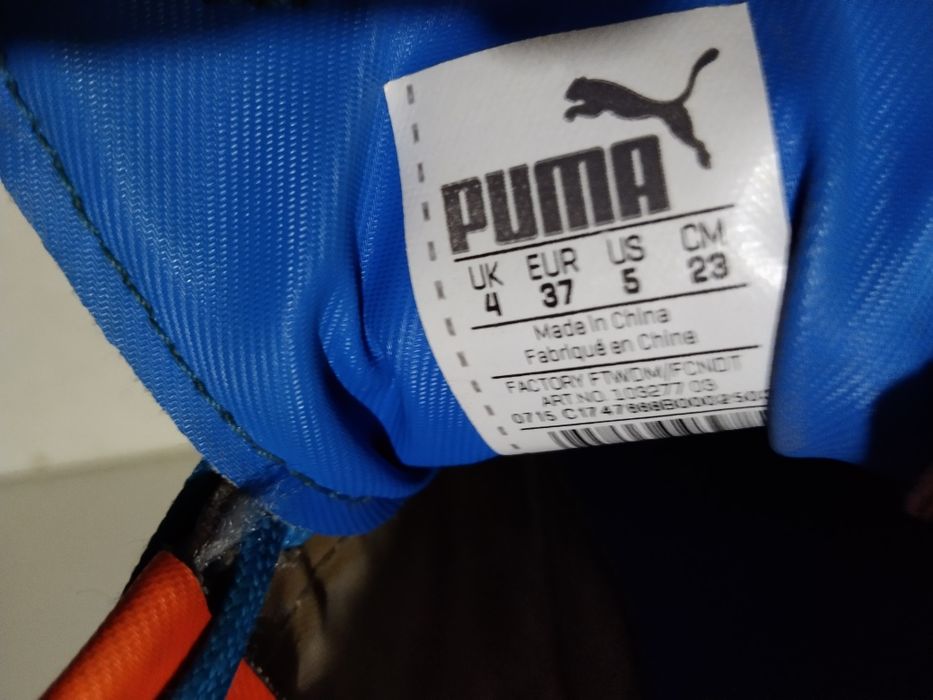 PUMA
UK EUR US CM
4 37 5 23
Made in China
Fabriqué en Chine
FACTORY FTWDM//FCNDT
ART.NO. 103277 03
0715